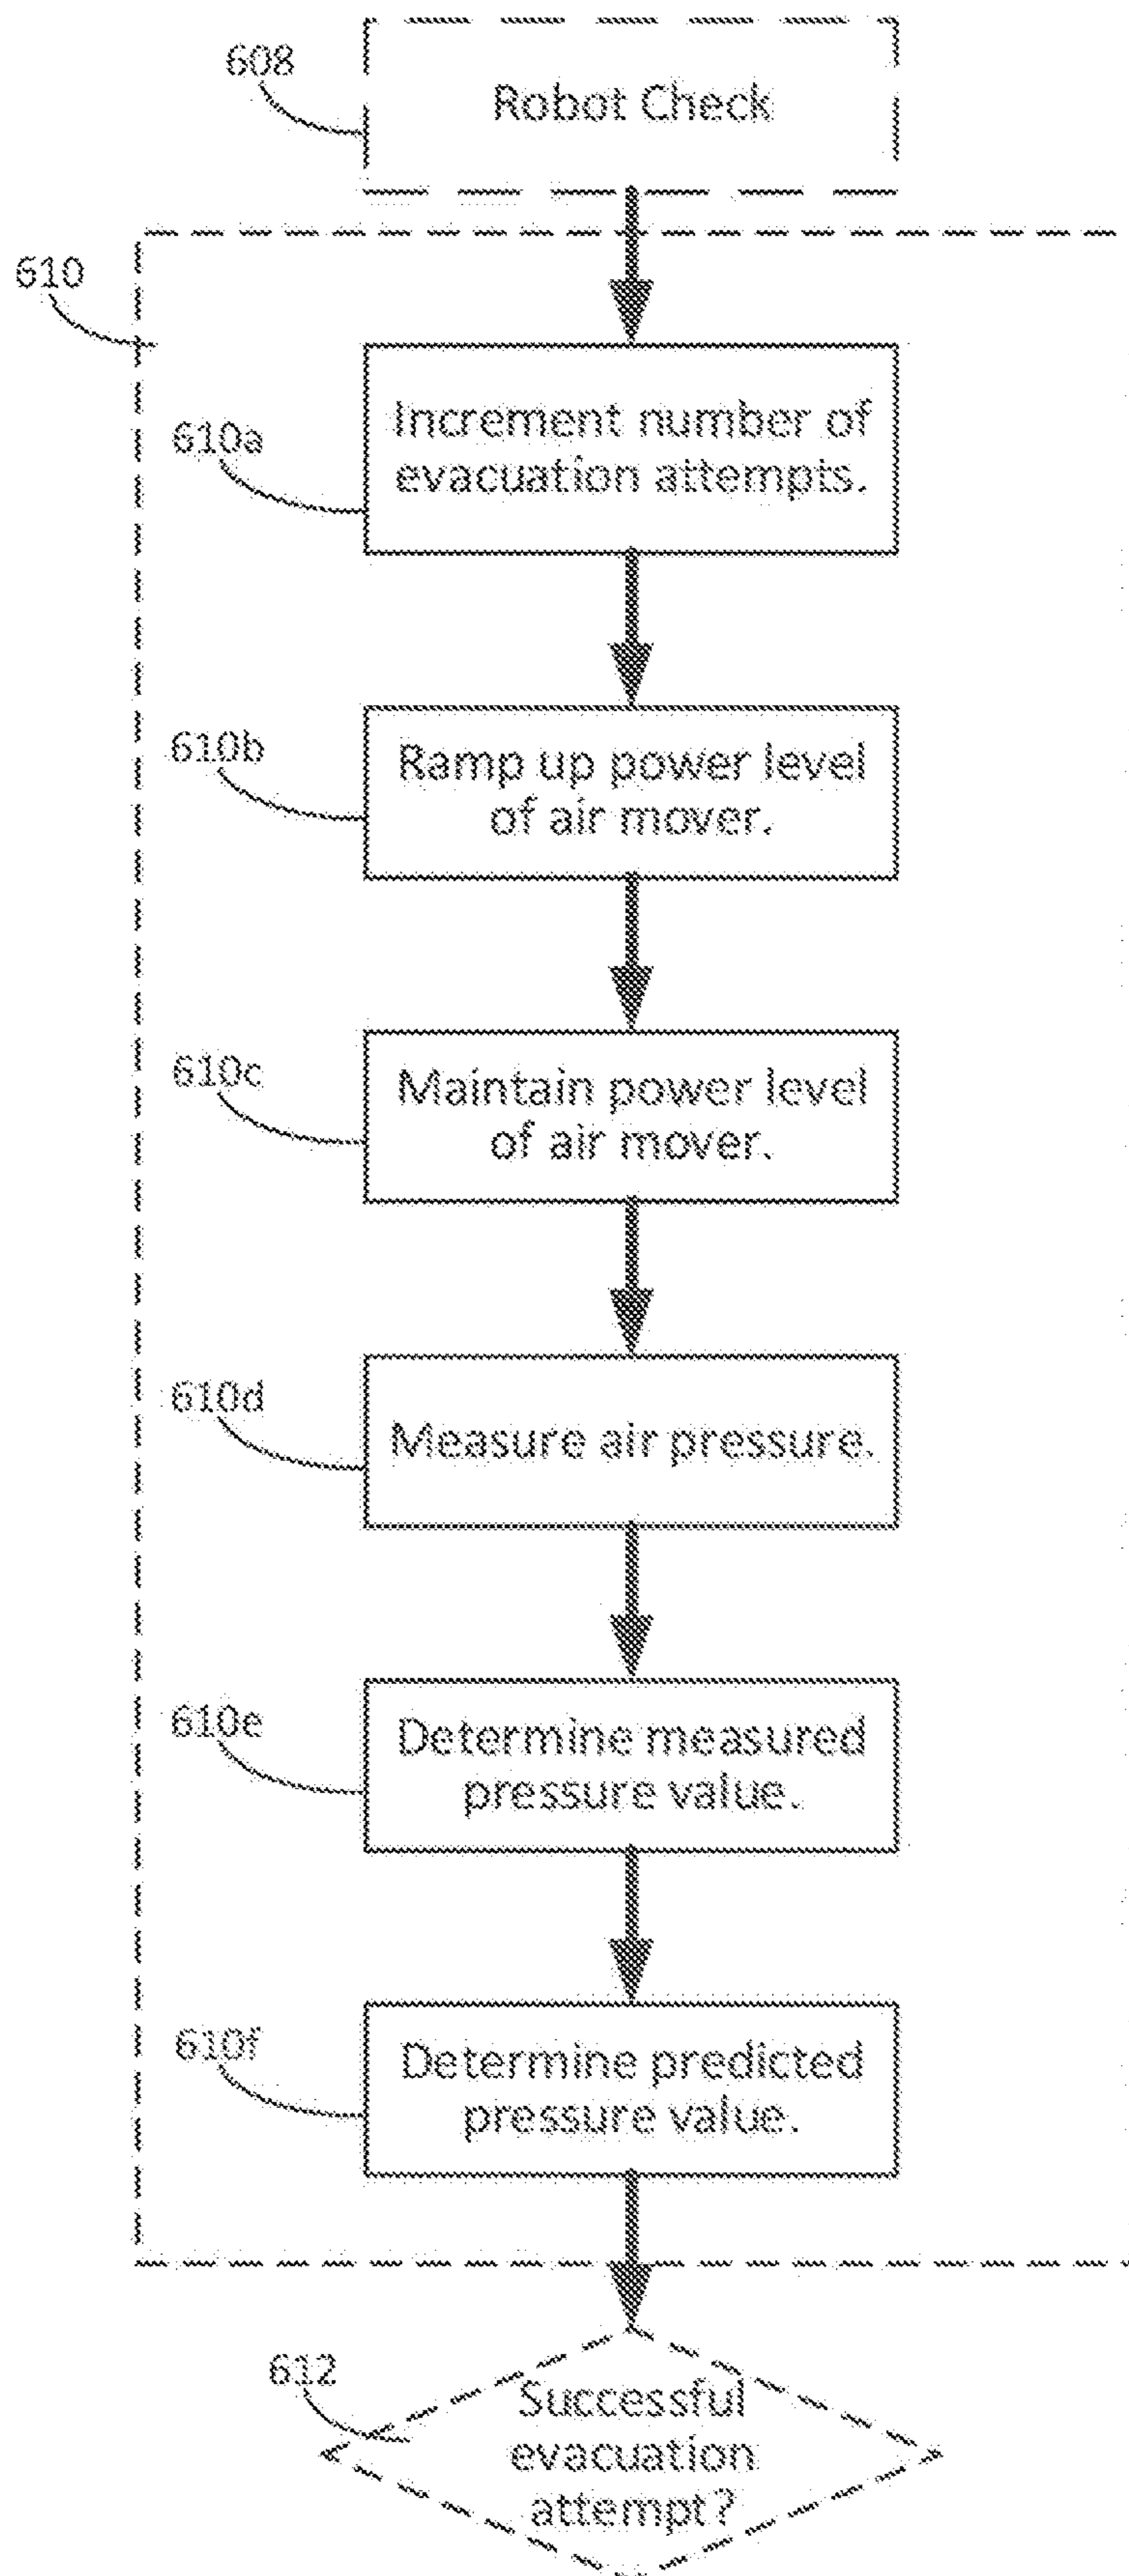 608
Robot Check
610
610a
Increment number of
evacuation attempts.
610b
Ramp up power level
of air mover.
610c
Maintain power level
of air mover.
610d
Measure air pressure.
610e
Determine measured
pressure value.
610f
Determine predicted
pressure value.
612
Successful
evacuation
attempt?